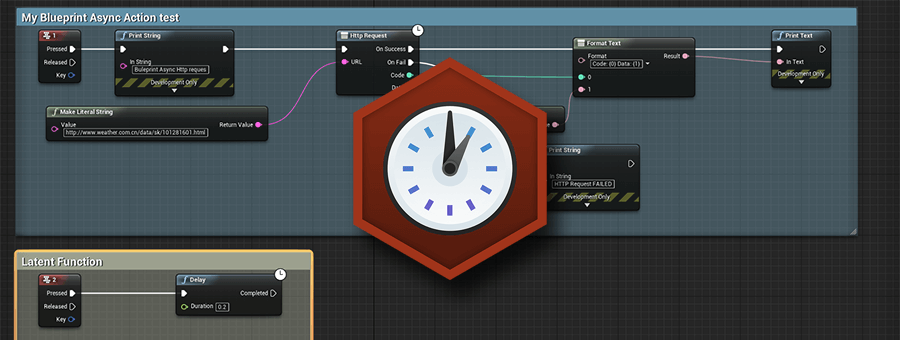 My Blueprint Async Action test
1
Pressed
Released
Key
Print String
In String
Buleprint Async Http reques
Development Only
Http Request
URL
On Success
On Fail
Code
Format Text
Format
Code: {0} Data: {1}
0
1
Result
Print Text
In Text
Development Only
Make Literal String
Value
http://www.weather.com.cn/data/sk/101281601.html
Return Value
Print String
In String
HTTP Request FAILED
Development Only
Latent Function
2
Pressed
Released
Key
Delay
Duration
0.2
Completed